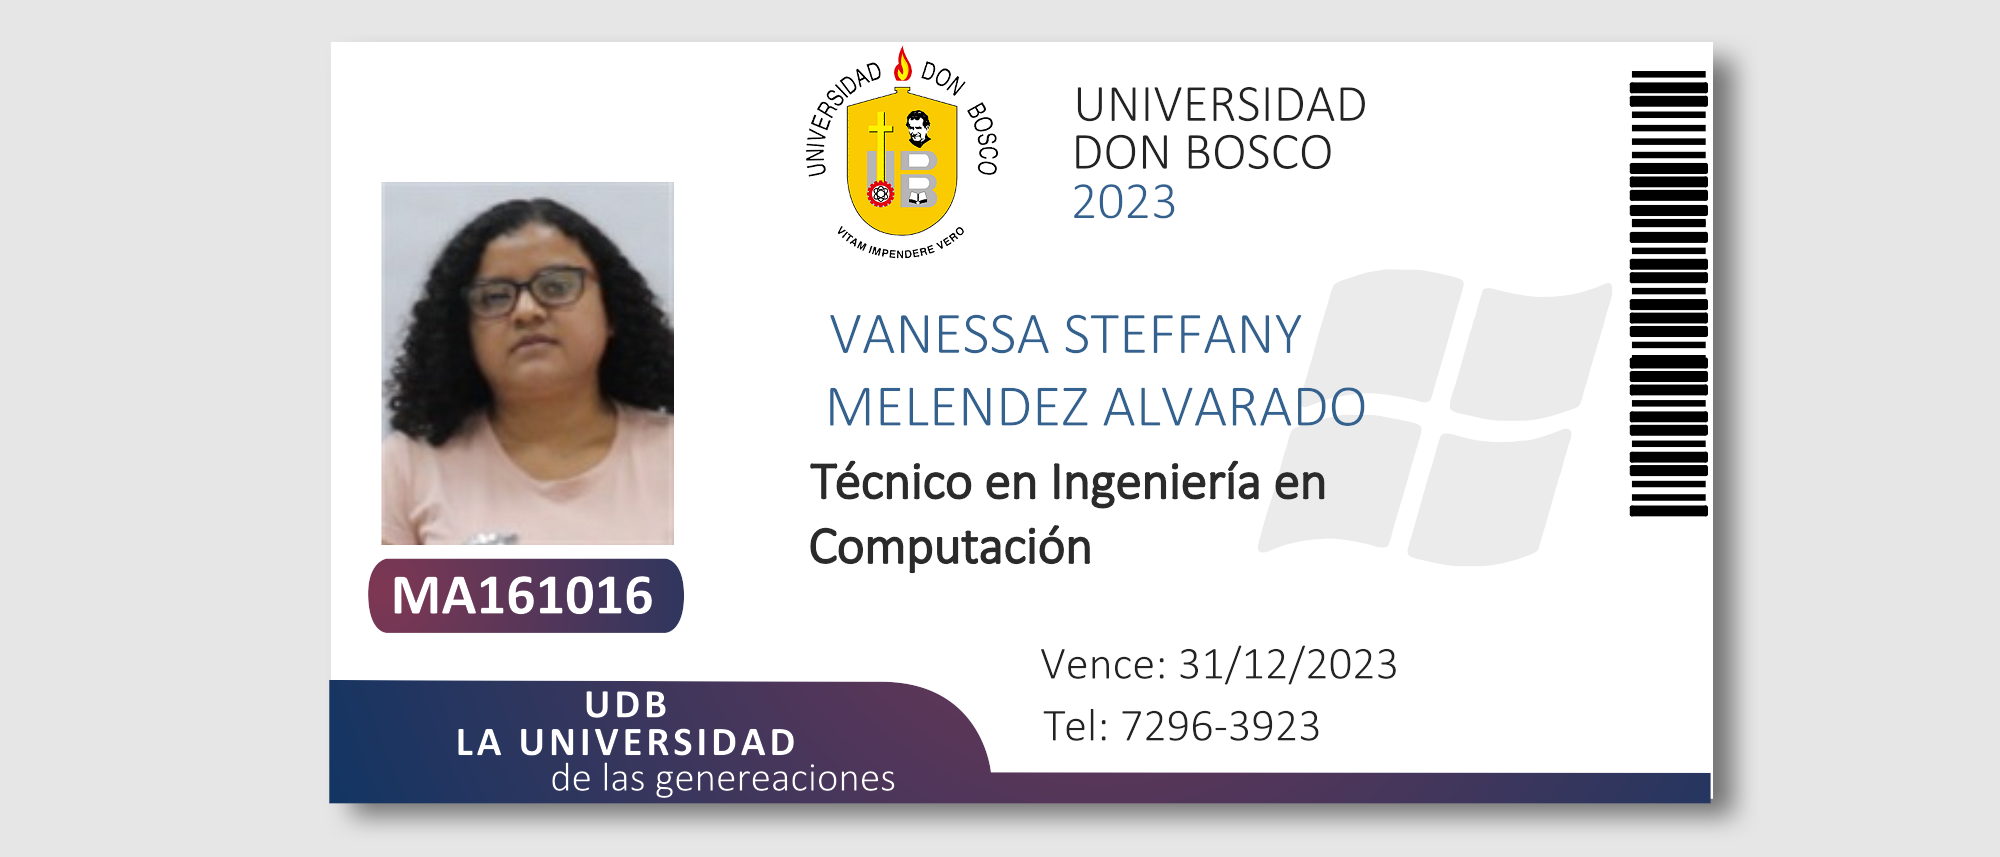 UNIVERSIDAD DON BOSCO
VITAM IMPENDERE VERO
UNIVERSIDAD
DON BOSCO
2023
VANESSA STEFFANY
MELENDEZ ALVARADO
Técnico en Ingeniería en
Computación
MA161016
Vence: 31/12/2023
Tel: 7296-3923
UDB
LA UNIVERSIDAD
de las genereaciones